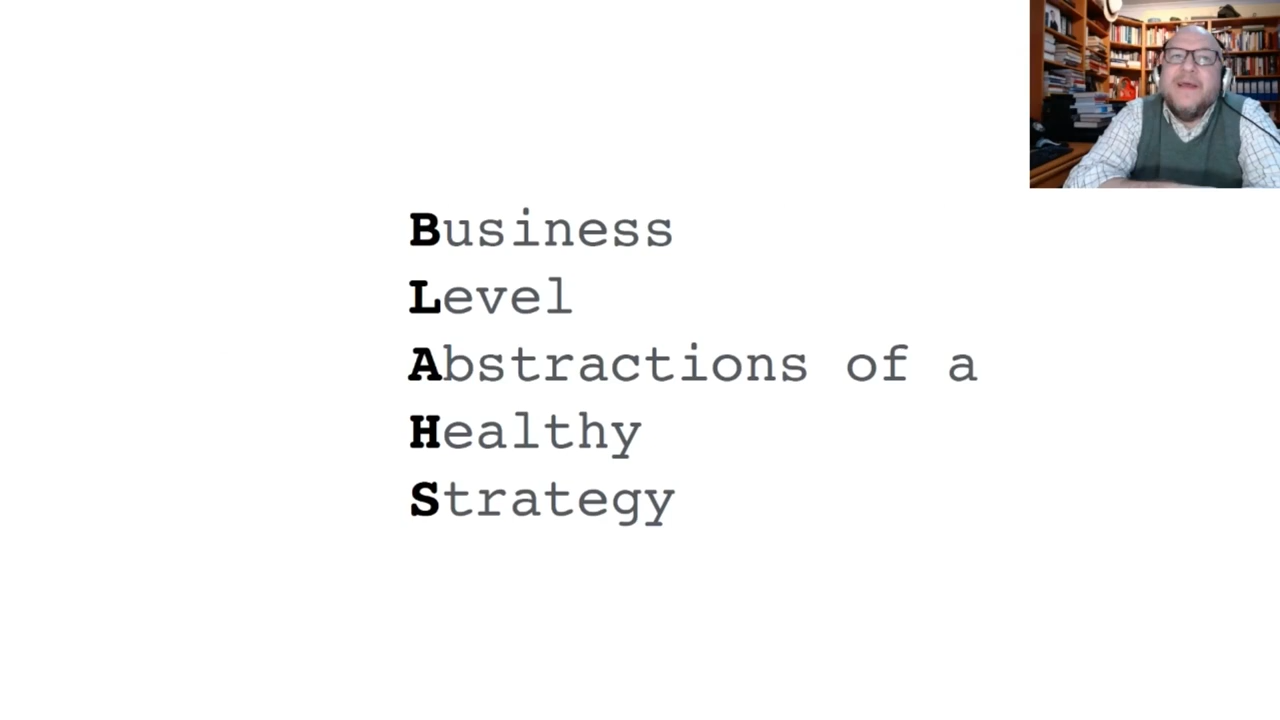 Business
Level
Abstractions of a
Healthy
Strategy